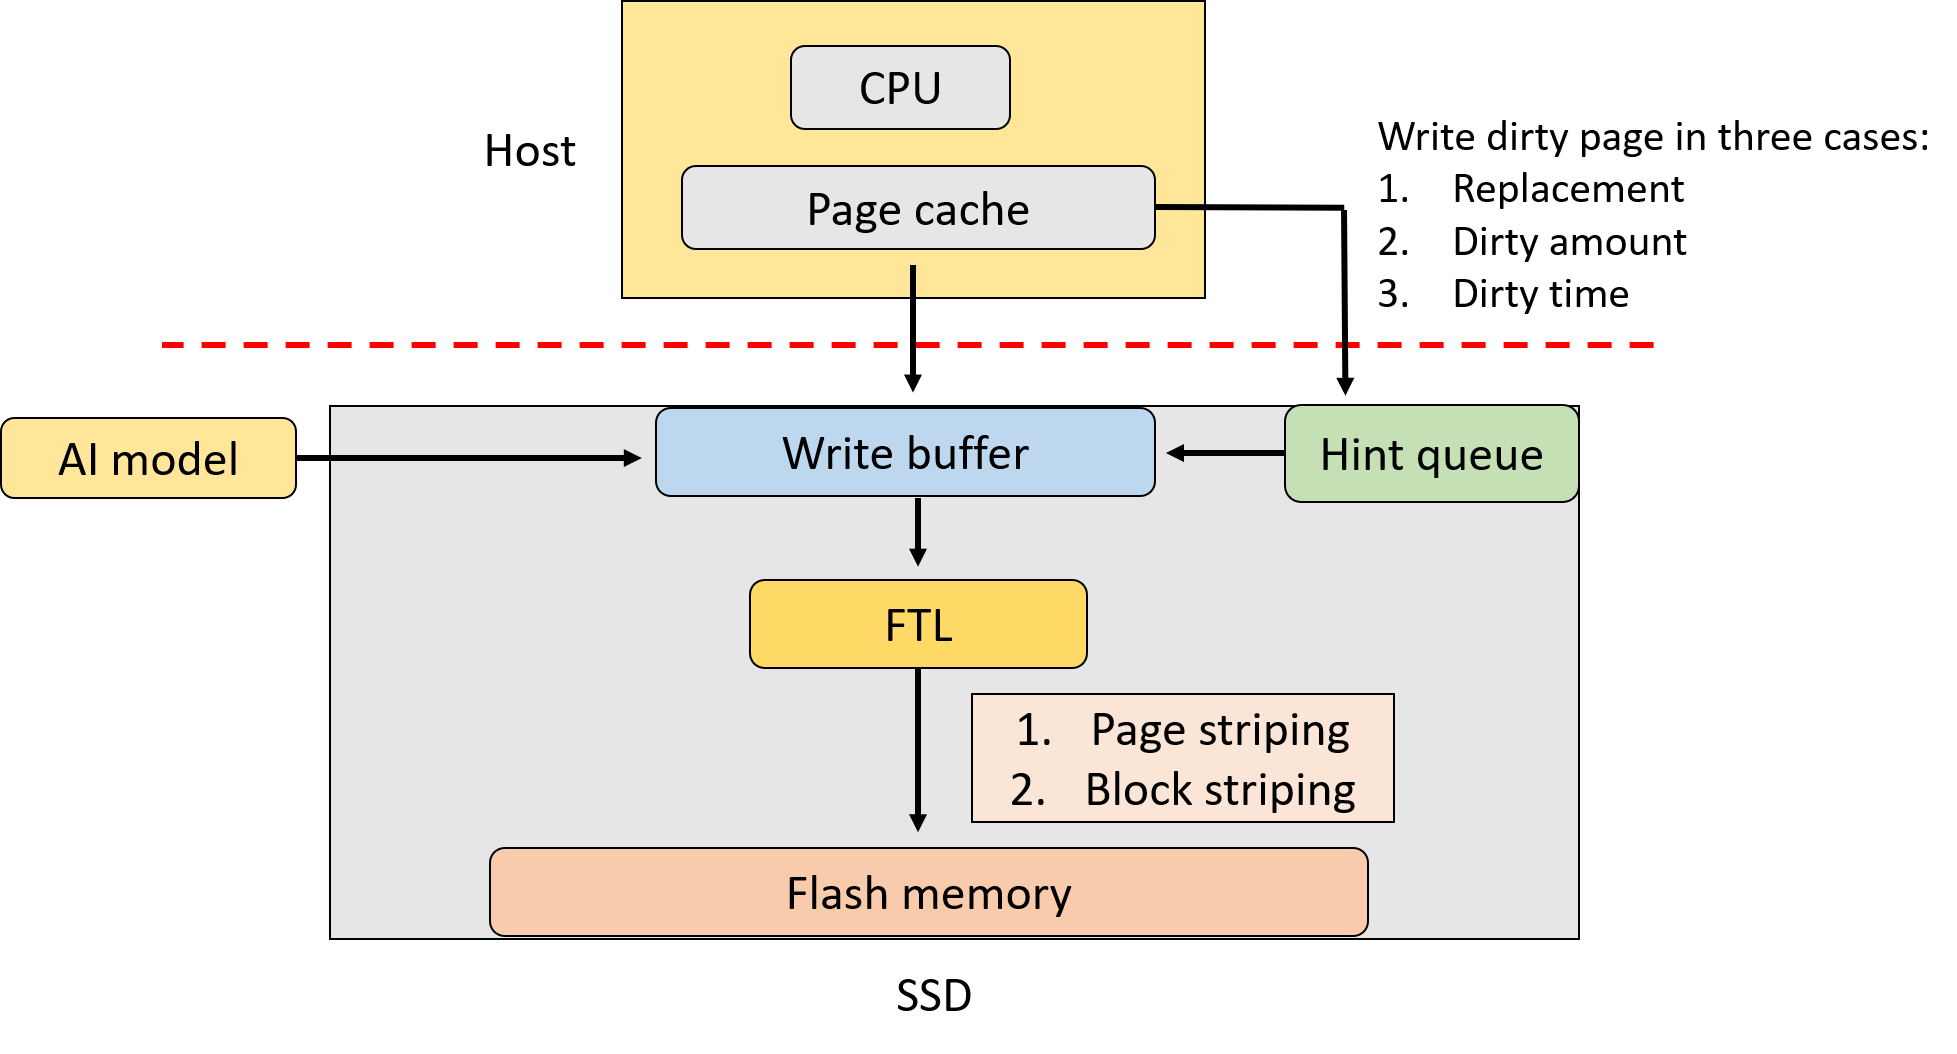 CPU
Host
Page cache
Write dirty page in three cases:
1. Replacement
2. Dirty amount
3. Dirty time
AI model
Write buffer
Hint queue
FTL
1. Page striping
2. Block striping
Flash memory
SSD